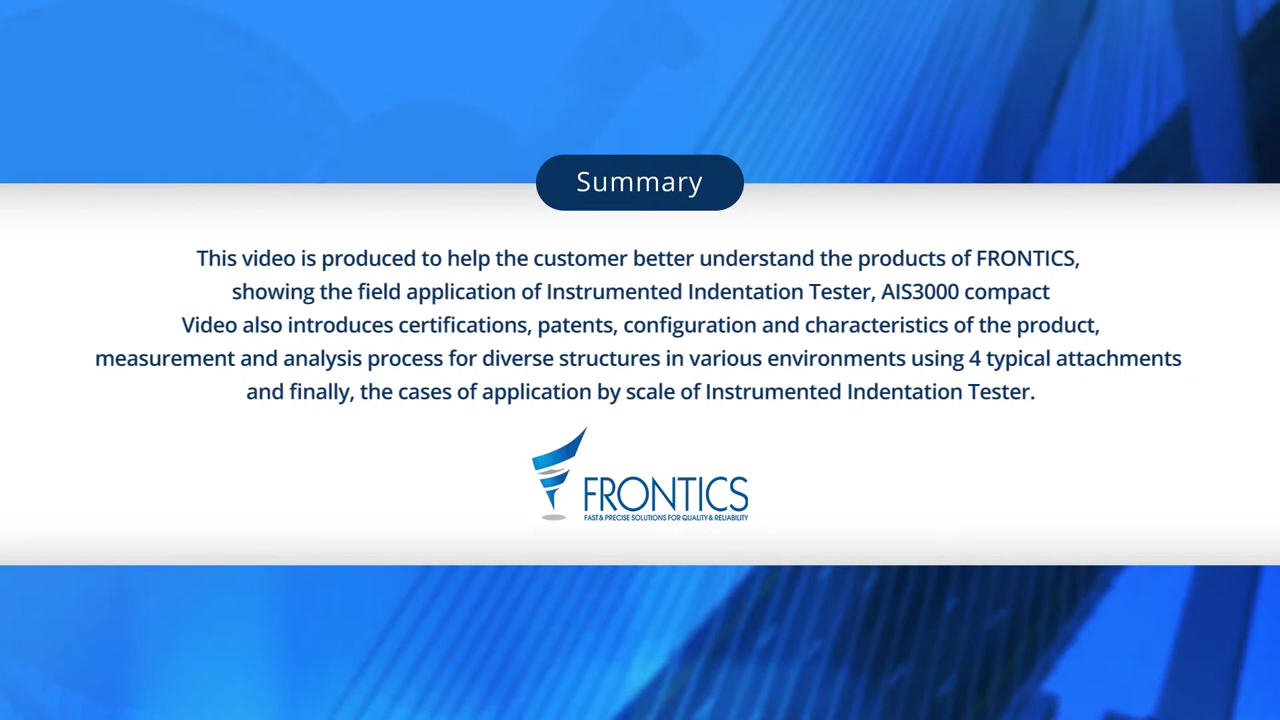 Summary
This video is produced to help the customer better understand the products of FRONTICS,
showing the field application of Instrumented Indentation Tester, AIS3000 compact
Video also introduces certifications, patents, configuration and characteristics of the product,
measurement and analysis process for diverse structures in various environments using 4 typical attachments
and finally, the cases of application by scale of Instrumented Indentation Tester.
FRONTICS
FAST & PRECISE SOLUTIONS FOR QUALITY & RELIABILITY